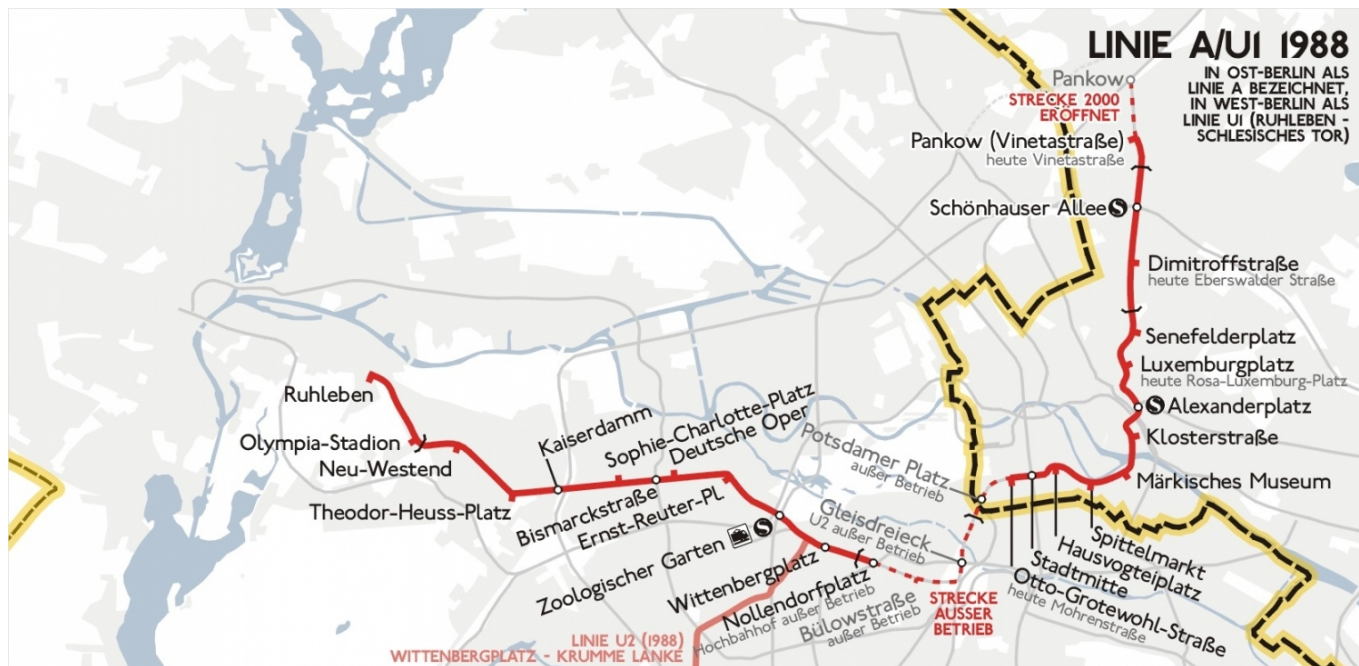 LINIE A/U1 1988
IN OST-BERLIN ALS
LINIE A BEZEICHNET,
IN WEST-BERLIN ALS
LINIE U1 (RUHLEBEN -
SCHLESISCHES TOR)
Pankow
STRECKE 2000
ERÖFFNET
Pankow (Vinetastraße)
heute Vinetastraße
Schönhauser Allee S
Dimitroffstraße
heute Eberswalder Straße
Senefelderplatz
Luxemburgplatz
heute Rosa-Luxemburg-Platz
S Alexanderplatz
Klosterstraße
Märkisches Museum
Spittelmarkt
Hausvogteiplatz
Stadtmitte
Otto-Grotewohl-Straße
heute Mohrenstraße
Potsdamer Platz
außer Betrieb
Gleisdreieck
U2 außer Betrieb
STRECKE
AUSSER
BETRIEB
Bülowstraße
außer Betrieb
Nollendorfplatz
Hochbahnhof außer Betrieb
Wittenbergplatz
Zoologischer Garten S
Ernst-Reuter-Pl
Deutsche Oper
Bismarckstraße
Sophie-Charlotte-Platz
Kaiserdamm
Theodor-Heuss-Platz
Neu-Westend
Olympia-Stadion
Ruhleben
LINIE U2 (1988)
WITTENBERGPLATZ - KRUMME LANKE